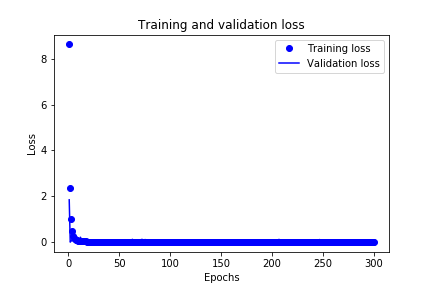 Training and validation loss
Training loss
Validation loss
8
6
4
2
0
Loss
0 50 100 150 200 250 300
Epochs